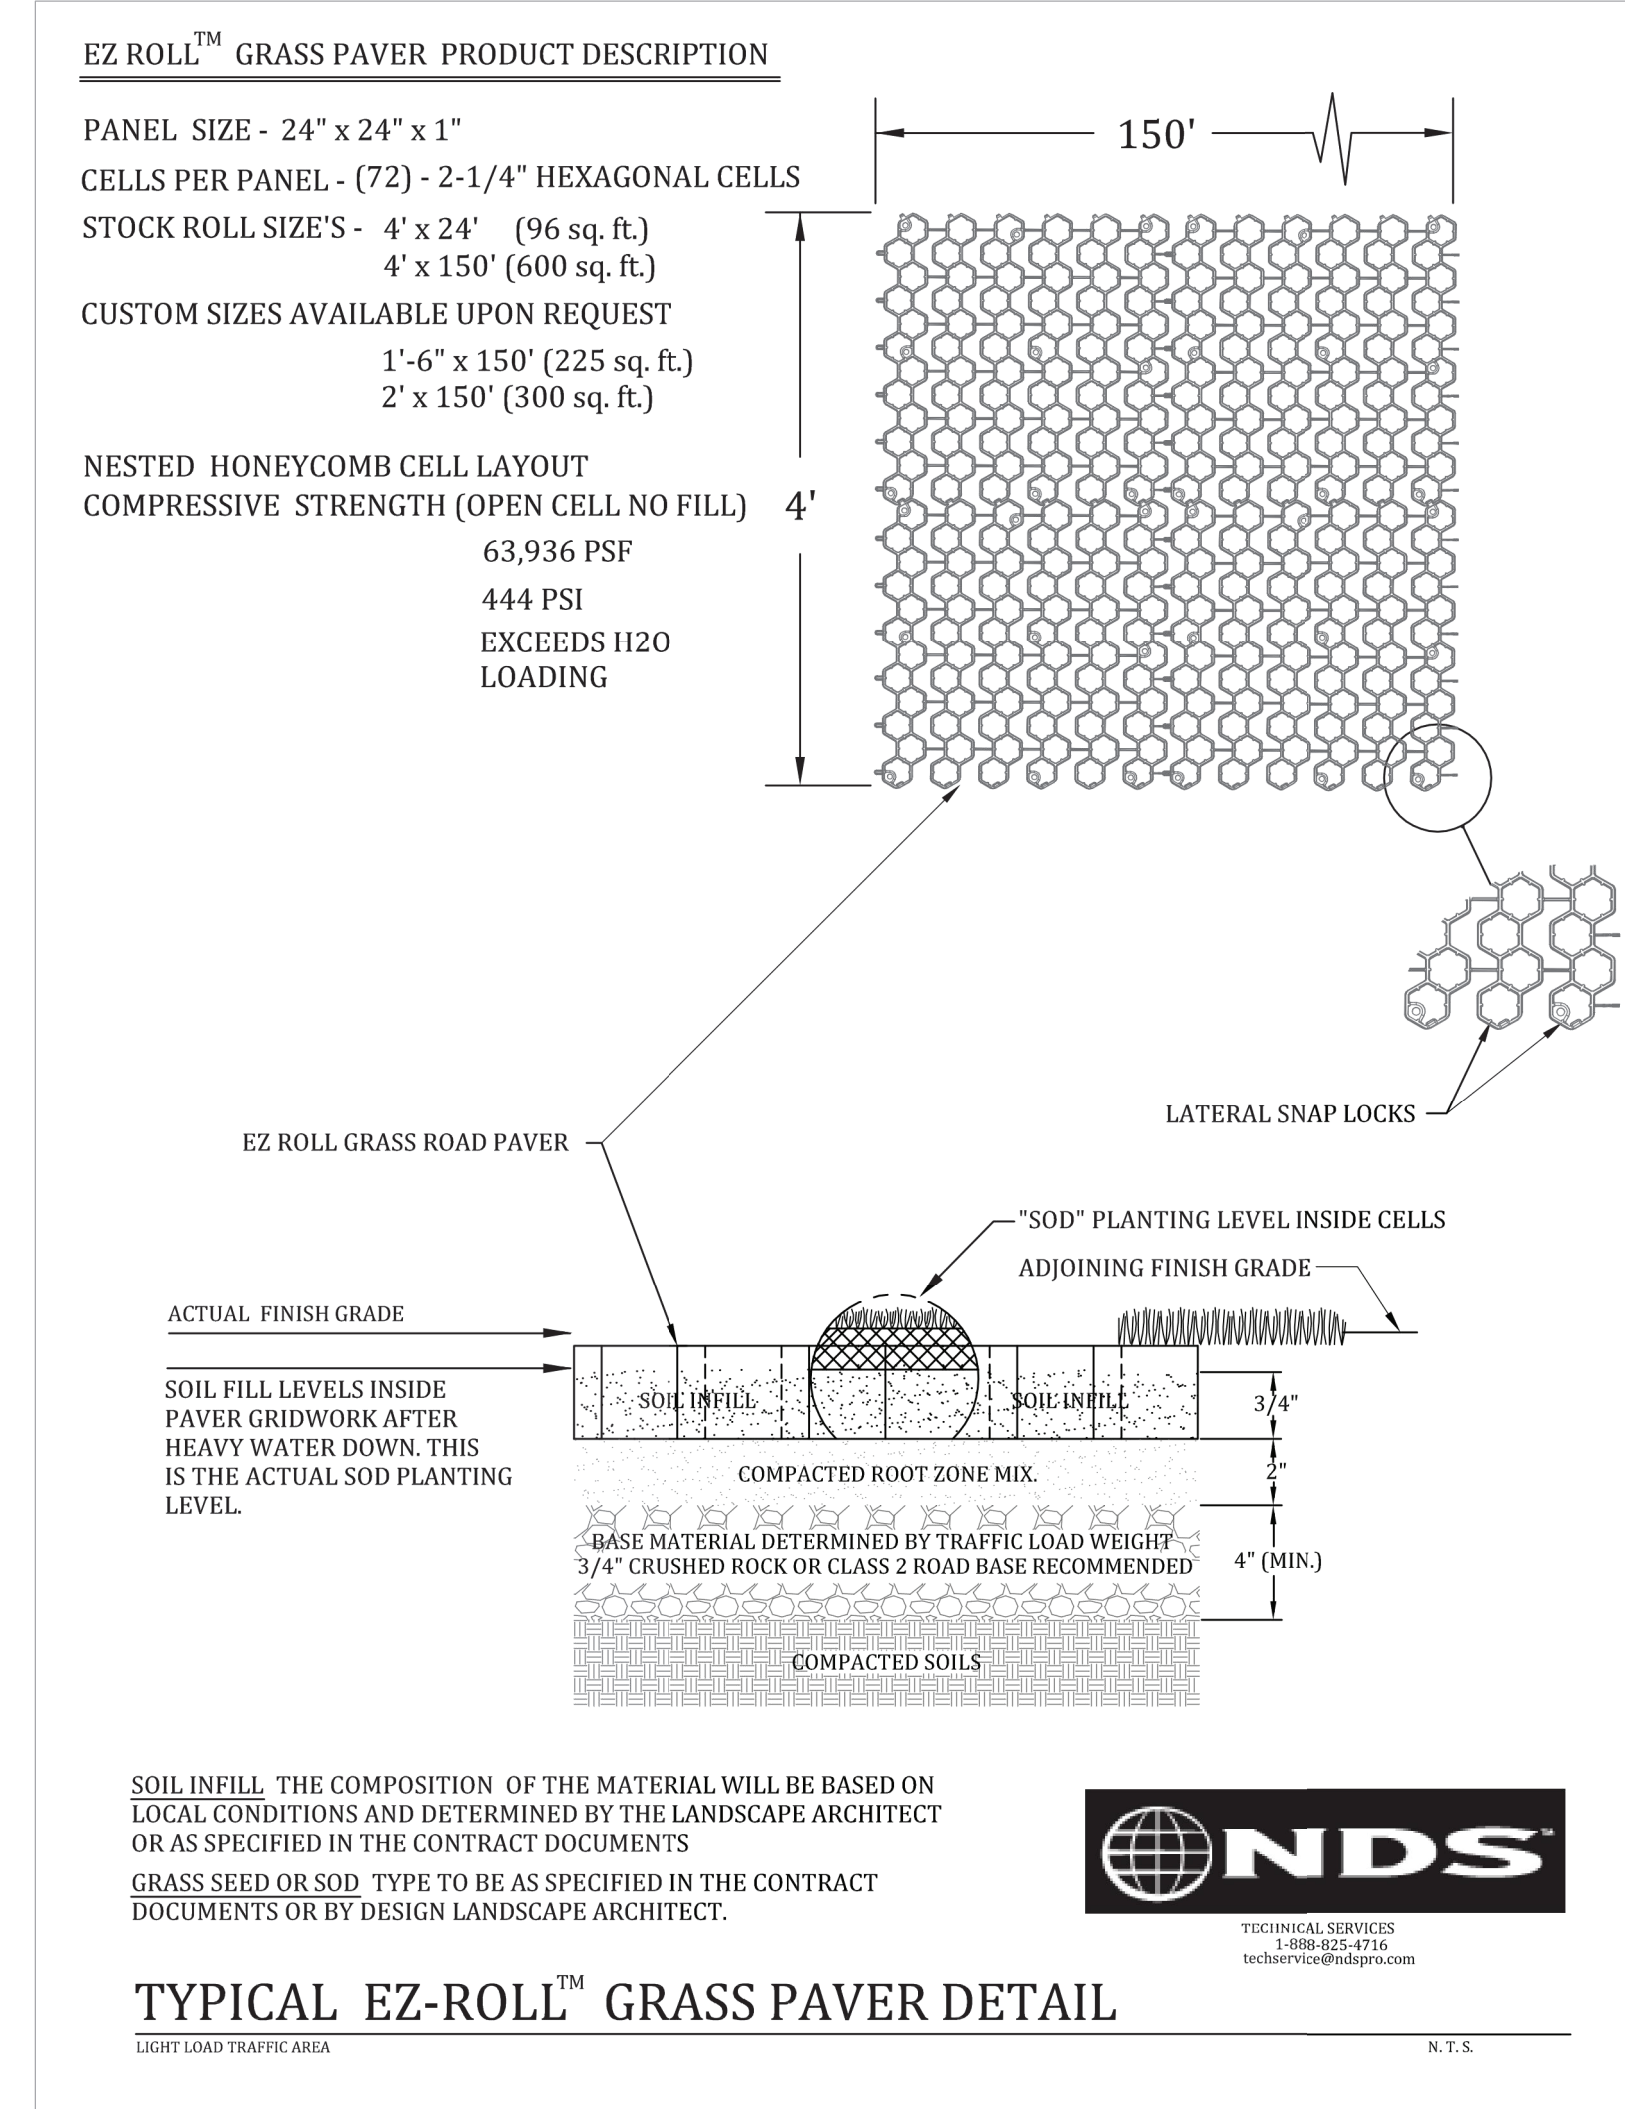 EZ ROLL™ GRASS PAVER PRODUCT DESCRIPTION
PANEL SIZE - 24" x 24" x 1"
CELLS PER PANEL - (72) - 2-1/4" HEXAGONAL CELLS
STOCK ROLL SIZE'S - 4' x 24' (96 sq. ft.)
4' x 150' (600 sq. ft.)
CUSTOM SIZES AVAILABLE UPON REQUEST
1'-6" x 150' (225 sq. ft.)
2' x 150' (300 sq. ft.)
NESTED HONEYCOMB CELL LAYOUT
COMPRESSIVE STRENGTH (OPEN CELL NO FILL)
63,936 PSF
444 PSI
EXCEEDS H2O
LOADING
150'
4'
LATERAL SNAP LOCKS
EZ ROLL GRASS ROAD PAVER
"SOD" PLANTING LEVEL INSIDE CELLS
ADJOINING FINISH GRADE
ACTUAL FINISH GRADE
SOIL FILL LEVELS INSIDE
PAVER GRIDWORK AFTER
HEAVY WATER DOWN. THIS
IS THE ACTUAL SOD PLANTING
LEVEL.
SOIL INFILL
SOIL INFILL
3/4"
COMPACTED ROOT ZONE MIX.
2"
BASE MATERIAL DETERMINED BY TRAFFIC LOAD WEIGHT
3/4" CRUSHED ROCK OR CLASS 2 ROAD BASE RECOMMENDED
4" (MIN.)
COMPACTED SOILS
SOIL INFILL THE COMPOSITION OF THE MATERIAL WILL BE BASED ON
LOCAL CONDITIONS AND DETERMINED BY THE LANDSCAPE ARCHITECT
OR AS SPECIFIED IN THE CONTRACT DOCUMENTS
GRASS SEED OR SOD TYPE TO BE AS SPECIFIED IN THE CONTRACT
DOCUMENTS OR BY DESIGN LANDSCAPE ARCHITECT.
NDS™
TECHNICAL SERVICES
1-888-825-4716
techservice@ndspro.com
TYPICAL EZ-ROLL™ GRASS PAVER DETAIL
LIGHT LOAD TRAFFIC AREA
N. T. S.